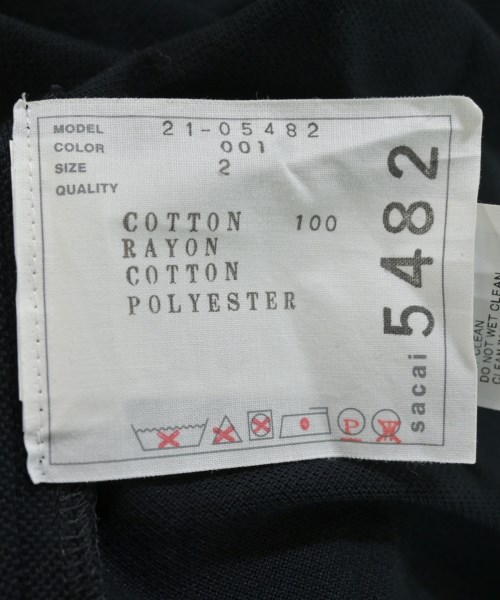 MODEL 21-05482
COLOR 001
SIZE 2
QUALITY
COTTON 100
RAYON
COTTON
POLYESTER
P
W
sacai 5482
CLEAN
DO NOT WET CLEAN